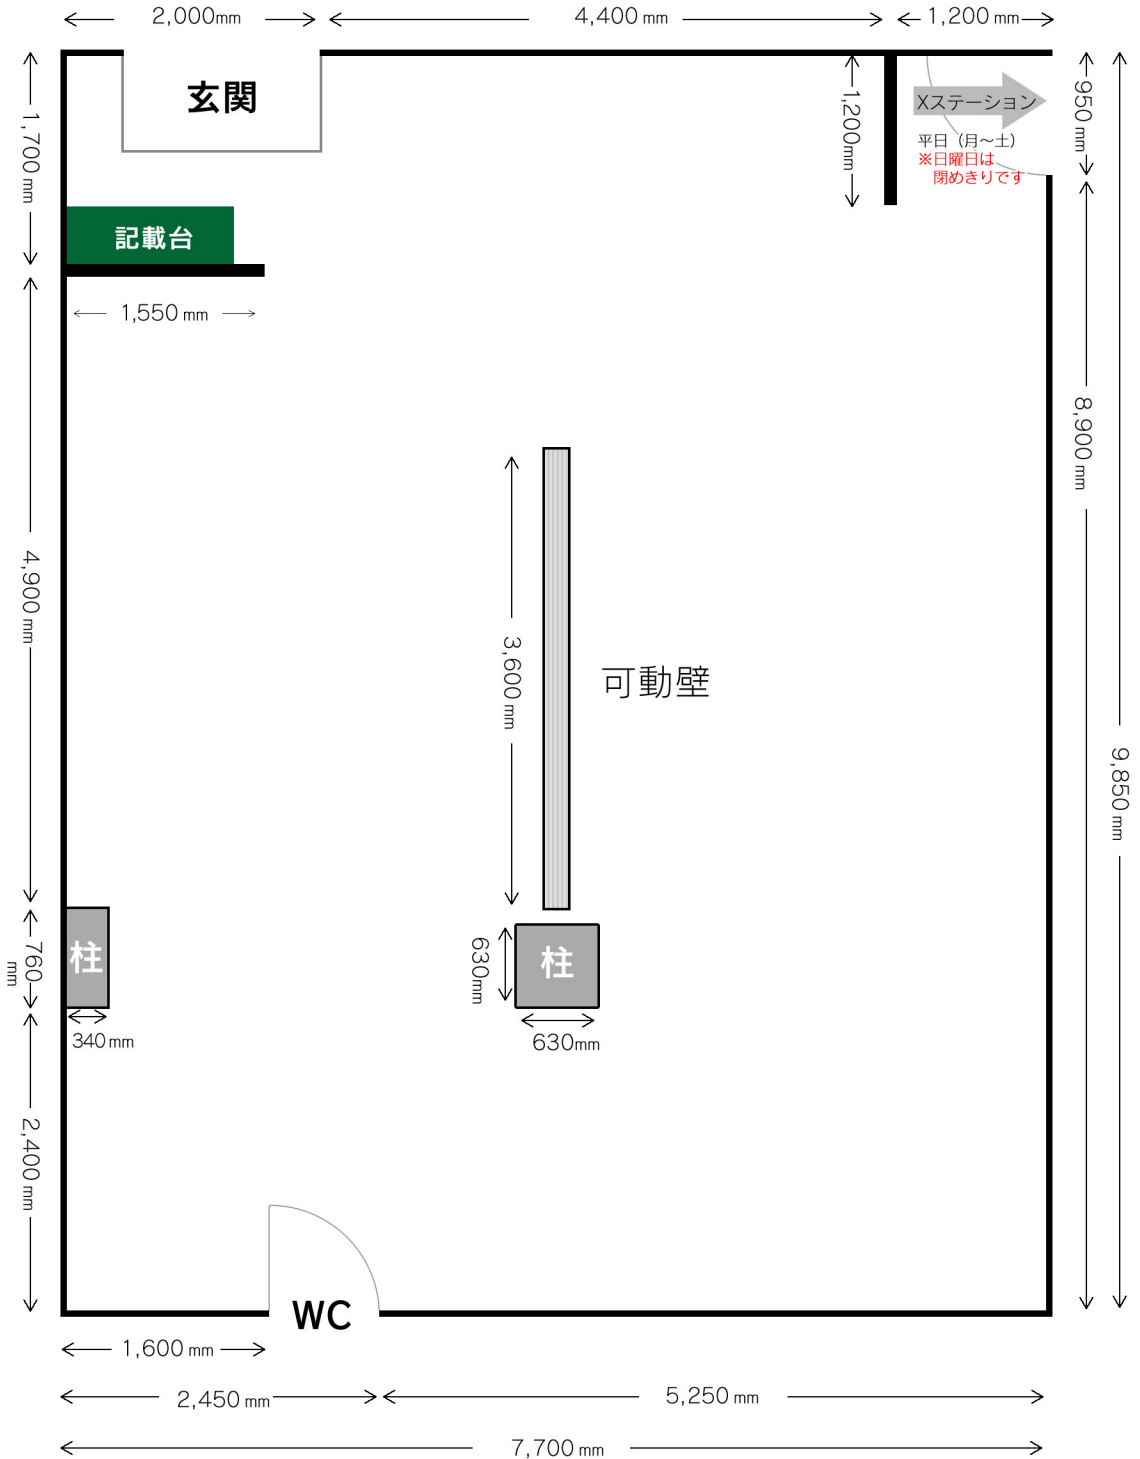 2,000mm
4,400 mm
1,200 mm
玄関
1,700 mm
1,200mm
Xステーション
平日（月〜土）
※日曜日は
閉めきりです
950 mm
記載台
1,550 mm
8,900 mm
4,900 mm
3,600 mm
可動壁
9,850 mm
760 mm
柱
630mm
柱
340 mm
630mm
2,400 mm
WC
1,600 mm
2,450 mm
5,250 mm
7,700 mm